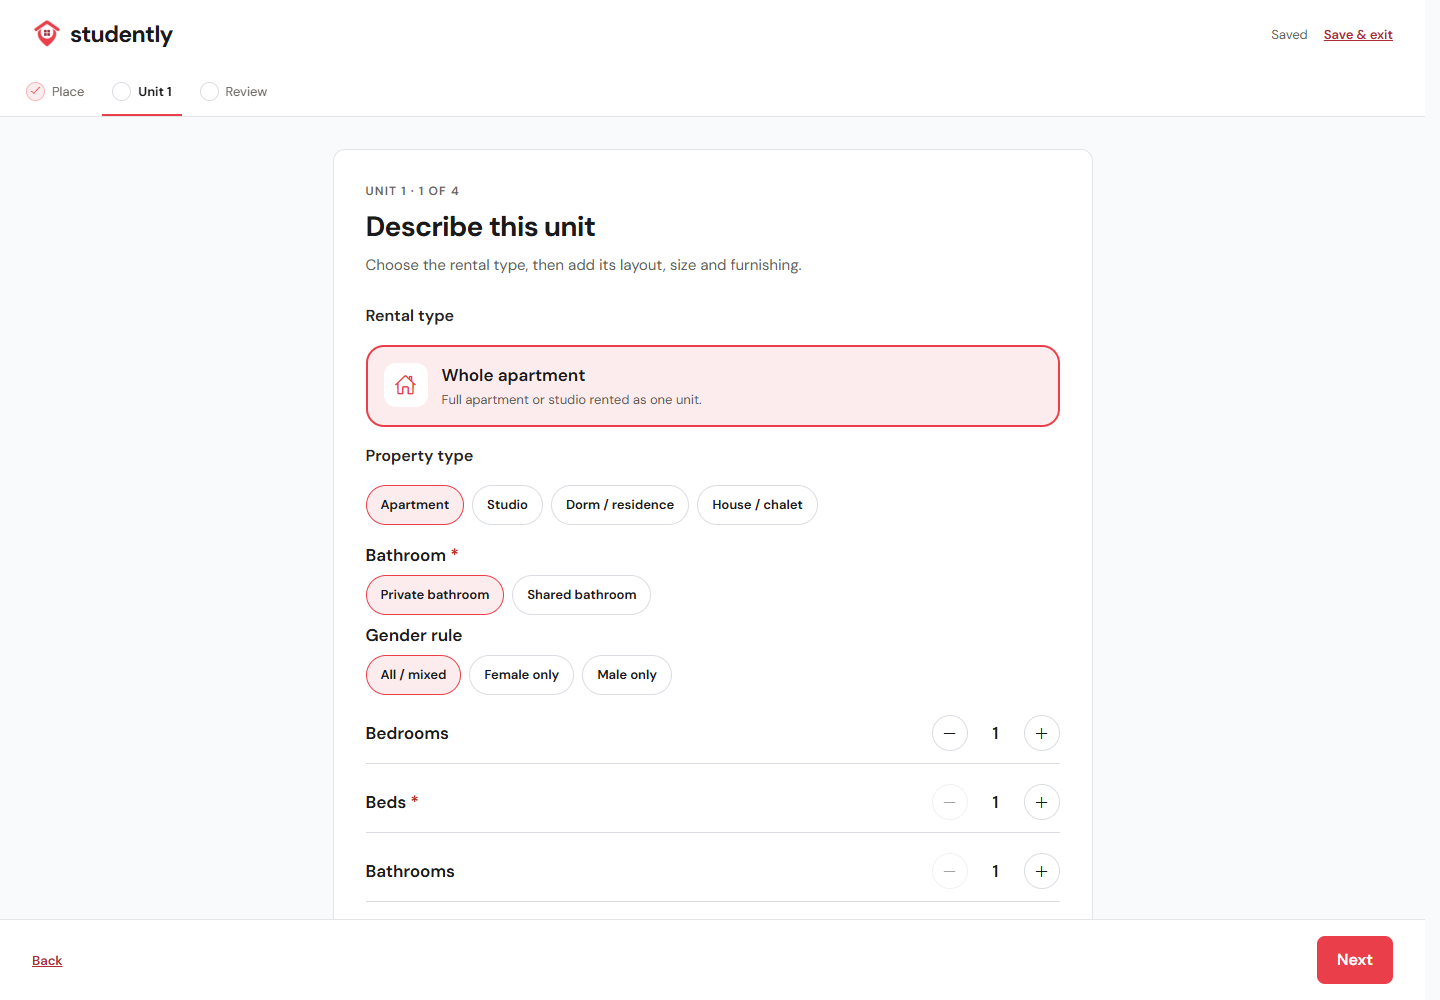 studently
Saved Save & exit
Place Unit 1 Review
UNIT 1 · 1 OF 4
Describe this unit
Choose the rental type, then add its layout, size and furnishing.
Rental type
Whole apartment
Full apartment or studio rented as one unit.
Property type
Apartment Studio Dorm / residence House / chalet
Bathroom *
Private bathroom Shared bathroom
Gender rule
All / mixed Female only Male only
Bedrooms − 1 +
Beds * − 1 +
Bathrooms − 1 +
Back Next